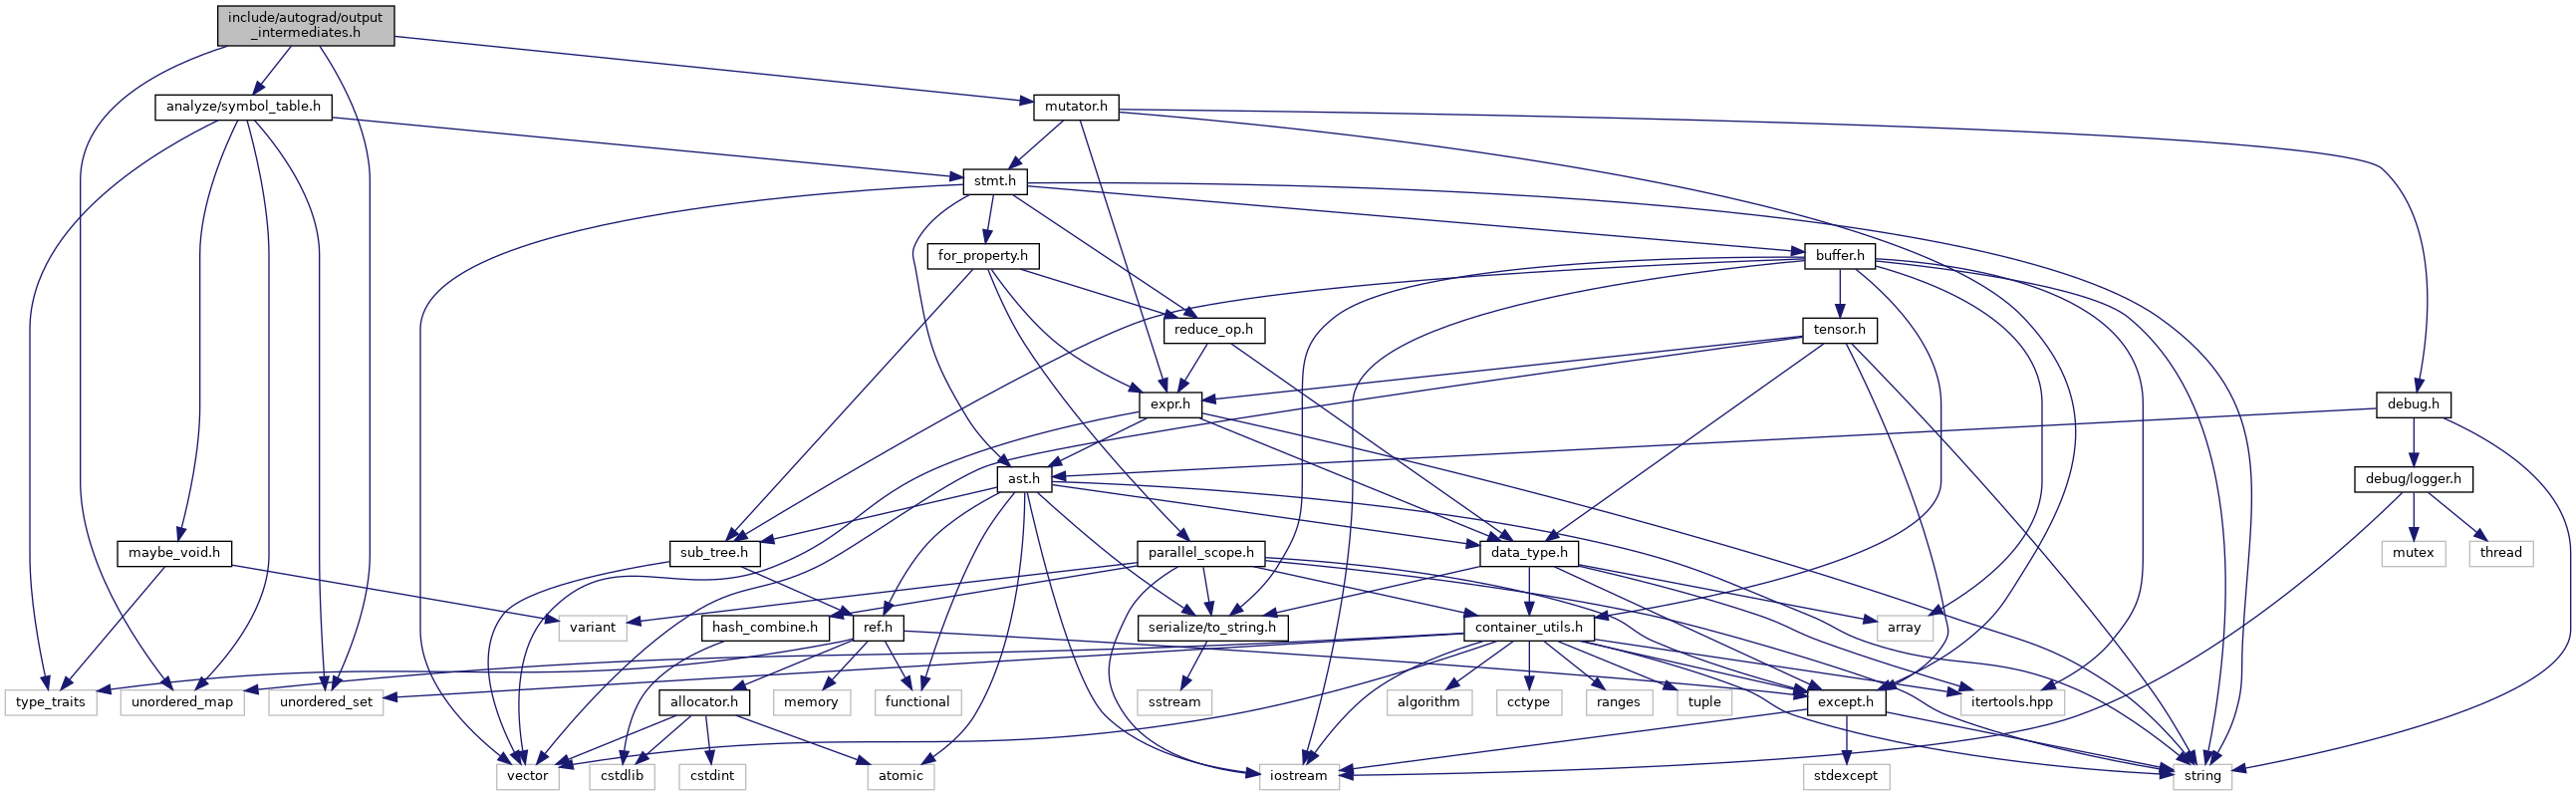 include/autograd/output
_intermediates.h
analyze/symbol_table.h
mutator.h
stmt.h
for_property.h
buffer.h
reduce_op.h
tensor.h
expr.h
debug.h
ast.h
debug/logger.h
maybe_void.h
sub_tree.h
parallel_scope.h
data_type.h
mutex
thread
variant
hash_combine.h
ref.h
serialize/to_string.h
container_utils.h
array
type_traits
unordered_map
unordered_set
allocator.h
memory
functional
sstream
algorithm
cctype
ranges
tuple
except.h
itertools.hpp
vector
cstdlib
cstdint
atomic
iostream
stdexcept
string